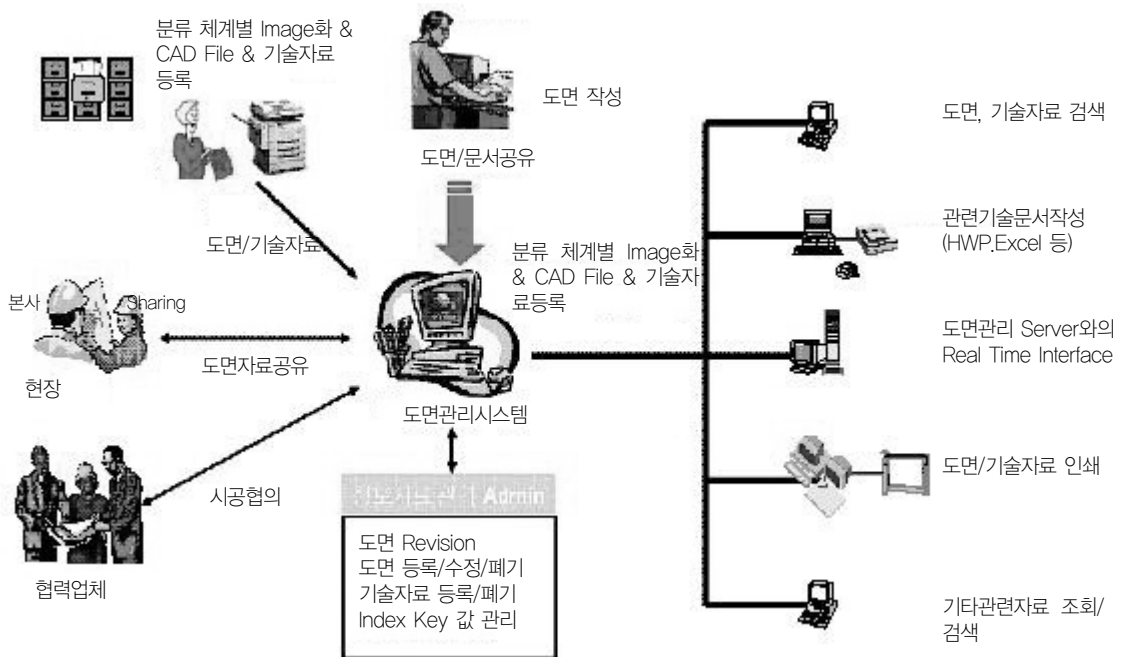 분류 체계별 Image화 &
CAD File & 기술자료
등록
도면 작성
도면/문서공유
도면/기술자료
분류 체계별 Image화
& CAD File & 기술자
료등록
본사
Sharing
도면자료공유
현장
도면관리시스템
시공협의
협력업체
관리 Admin
도면 Revision
도면 등록/수정/폐기
기술자료 등록/폐기
Index Key 값 관리
도면, 기술자료 검색
관련기술문서작성
(HWP.Excel 등)
도면관리 Server와의
Real Time Interface
도면/기술자료 인쇄
기타관련자료 조회/
검색